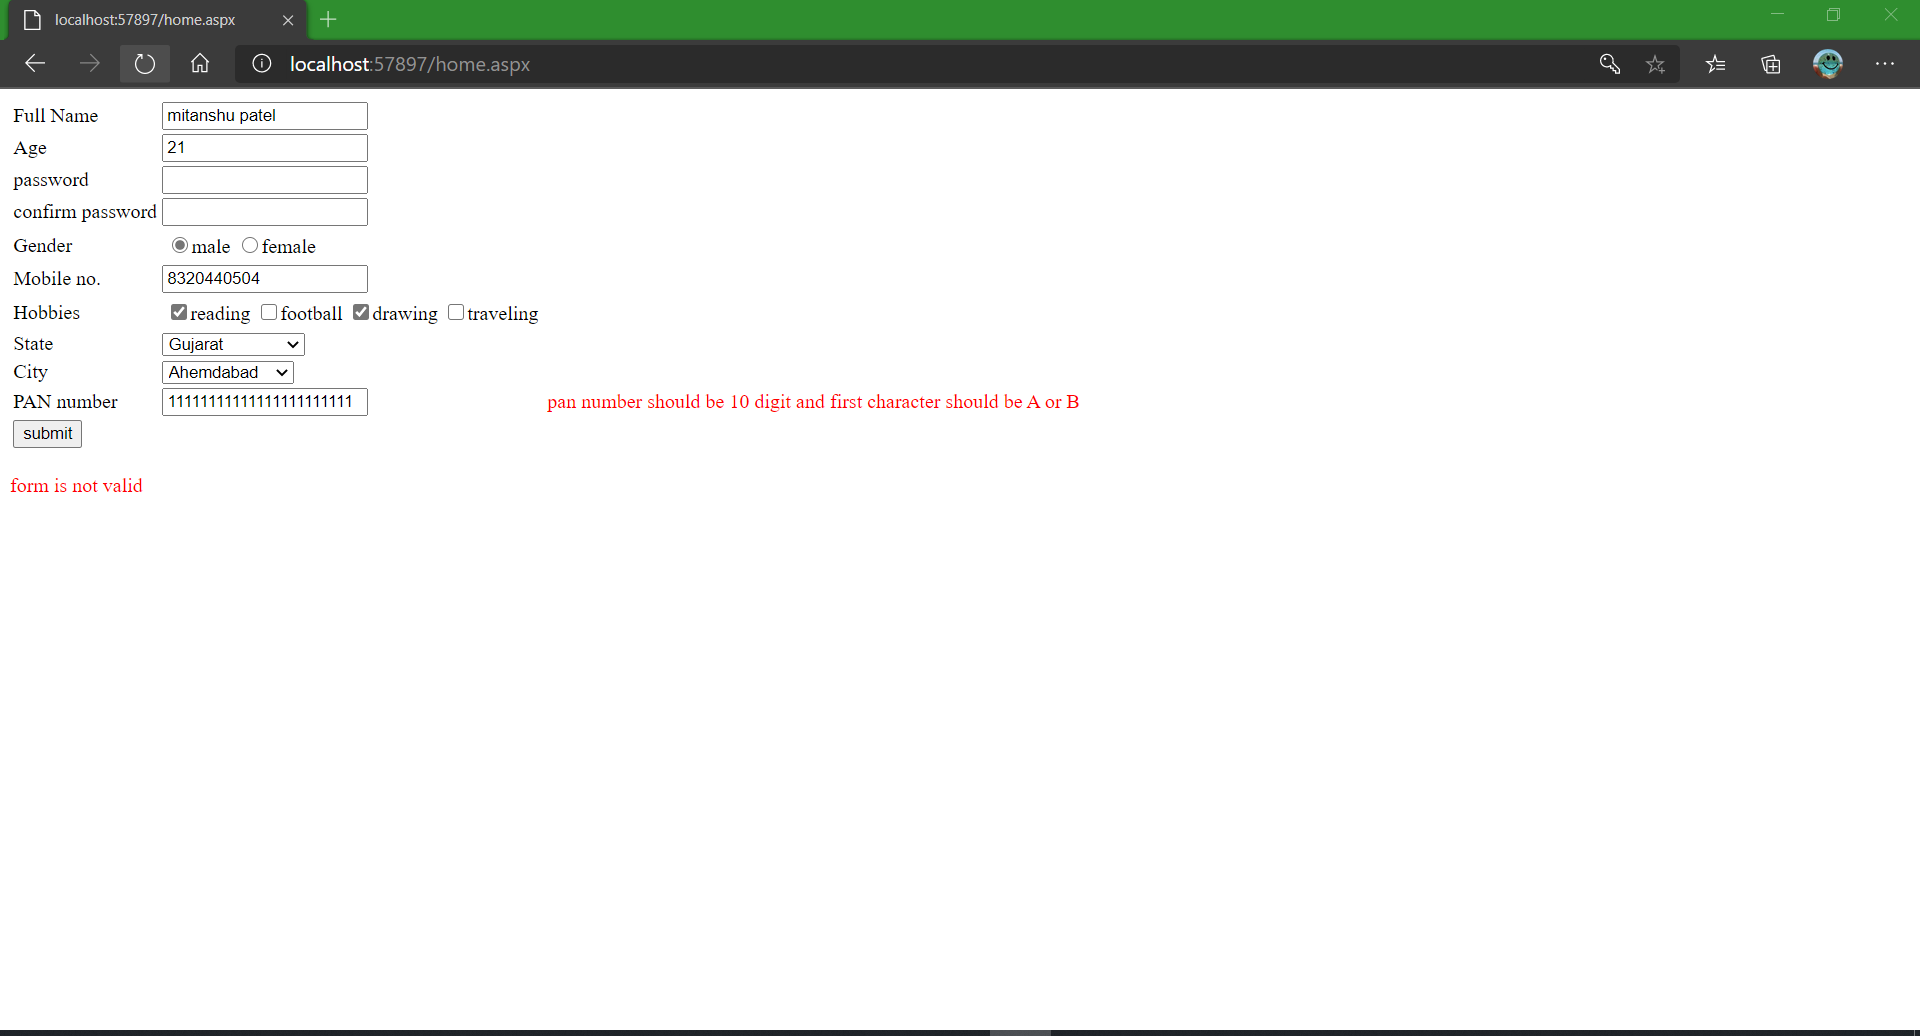 localhost:57897/home.aspx
localhost:57897/home.aspx
Full Name mitanshu patel
Age 21
password
confirm password
Gender male female
Mobile no. 8320440504
Hobbies reading football drawing traveling
State Gujarat
City Ahemdabad
PAN number 11111111111111111111111 pan number should be 10 digit and first character should be A or B
submit
form is not valid